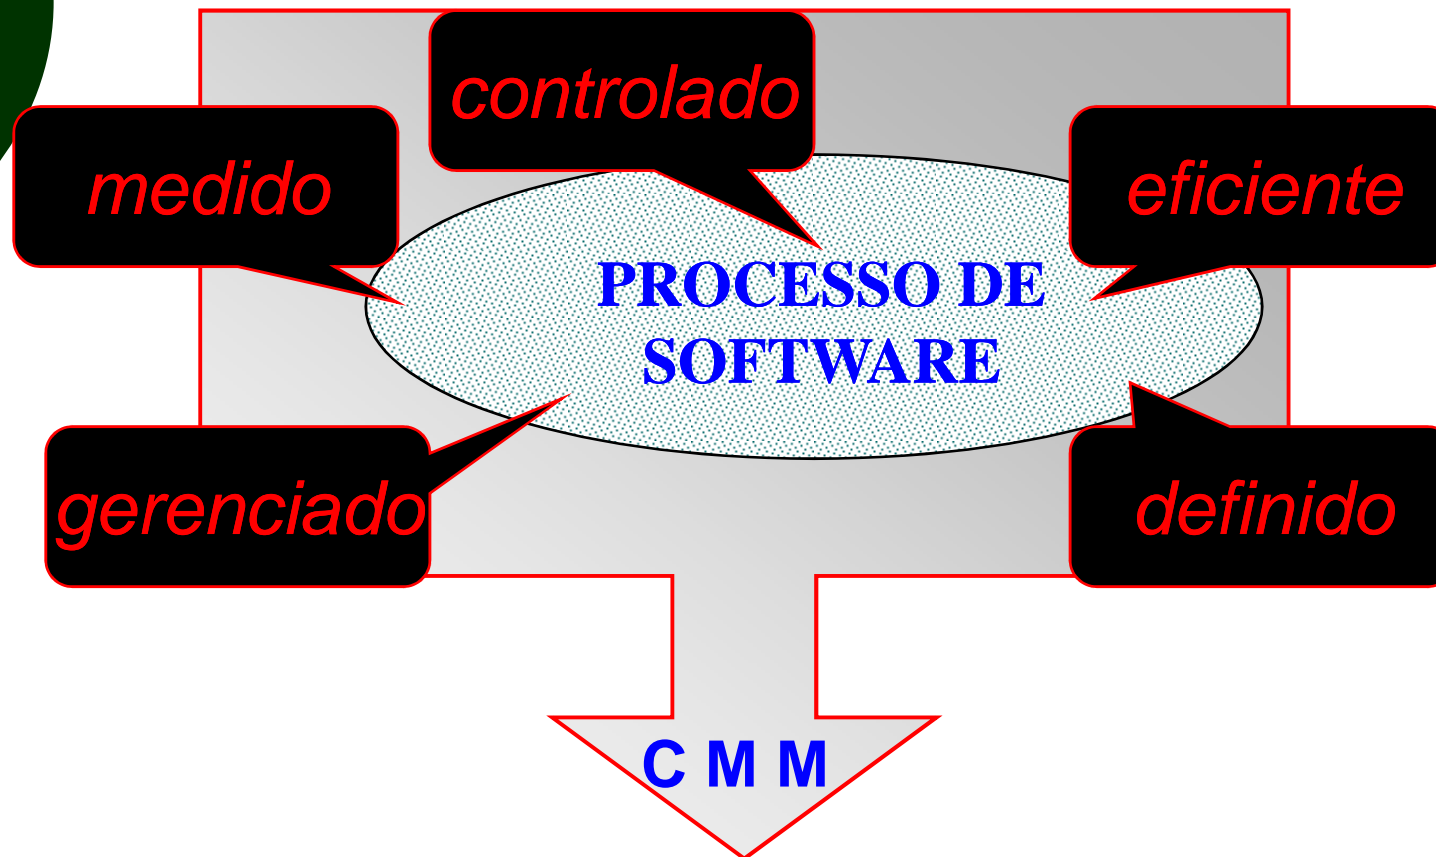 controlado
medido
eficiente
PROCESSO DE
SOFTWARE
gerenciado
definido
C M M